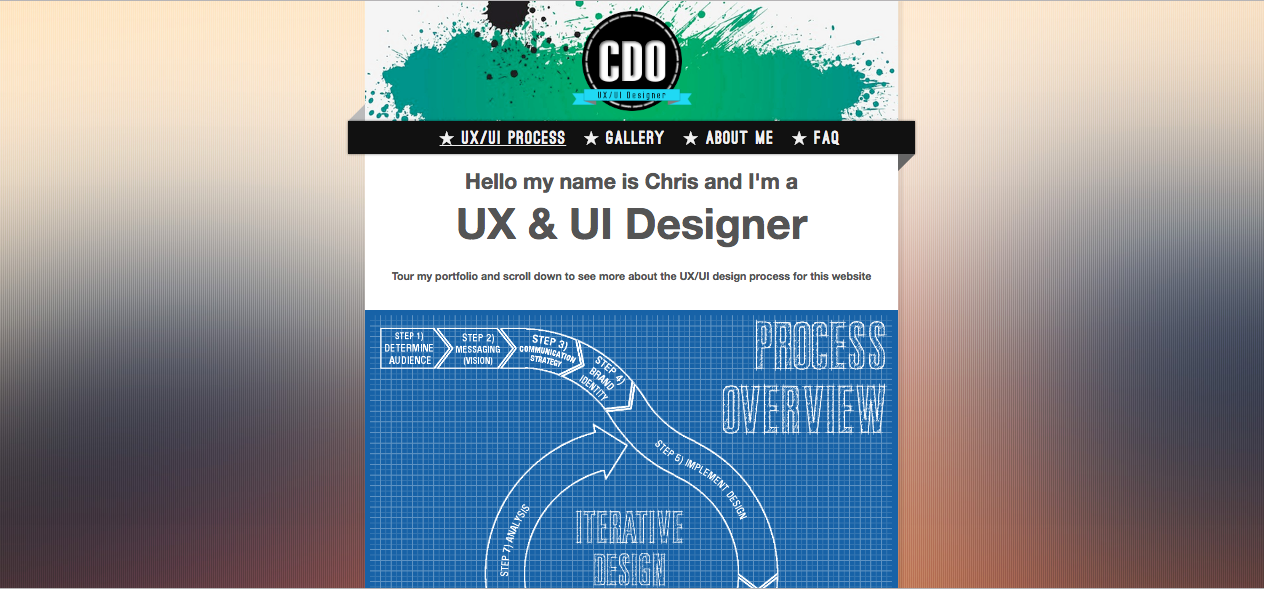 CDO
UX/UI Designer
★ UX/UI PROCESS ★ GALLERY ★ ABOUT ME ★ FAQ
Hello my name is Chris and I'm a
UX & UI Designer
Tour my portfolio and scroll down to see more about the UX/UI design process for this website
PROCESS
OVERVIEW
STEP 1)
DETERMINE
AUDIENCE
STEP 2)
MESSAGING
(VISION)
STEP 3)
COMMUNICATION
STRATEGY
STEP 4)
BRAND
IDENTITY
STEP 5) IMPLEMENT DESIGN
STEP 7) ANALYSIS
ITERATIVE
DESIGN